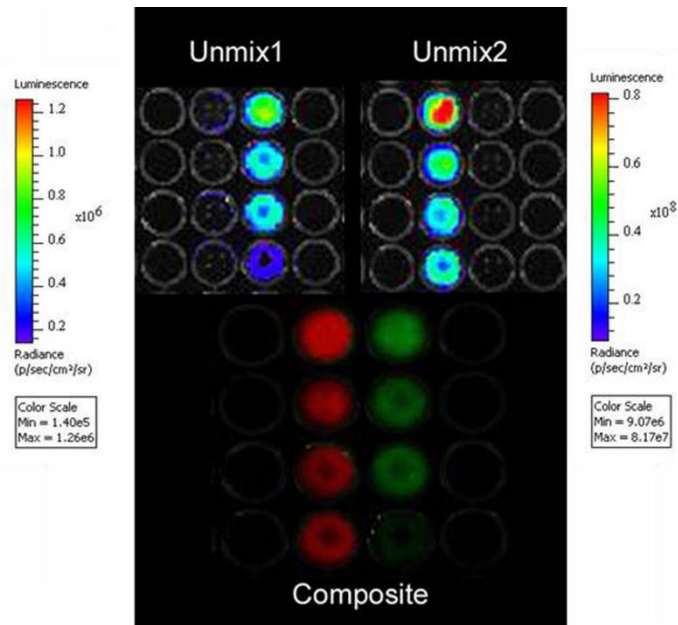 Unmix1
Unmix2
Luminescence
1.2
1.0
0.8
x10⁶
0.6
0.4
0.2
Radiance
(p/sec/cm²/sr)
Color Scale
Min = 1.40e5
Max = 1.26e6
Luminescence
0.8
0.6
x10⁸
0.4
0.2
Radiance
(p/sec/cm²/sr)
Color Scale
Min = 9.07e6
Max = 8.17e7
Composite